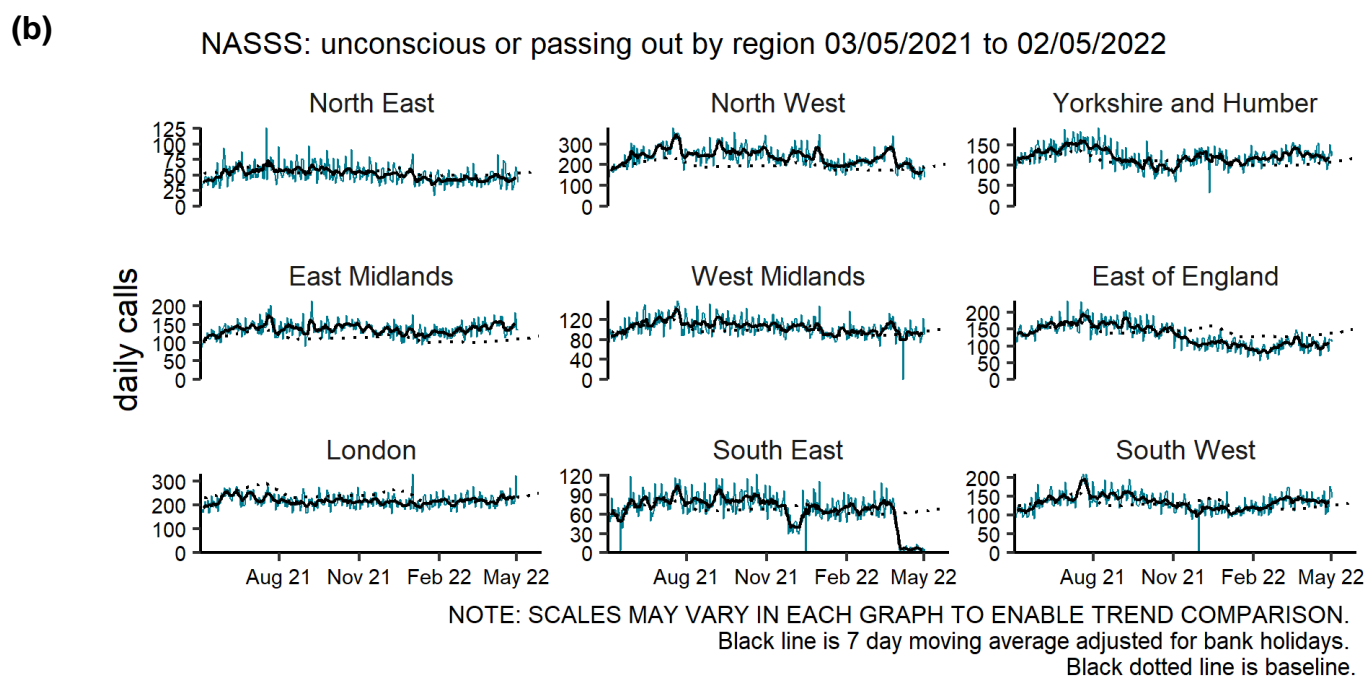 (b)
NASSS: unconscious or passing out by region 03/05/2021 to 02/05/2022
North East
North West
Yorkshire and Humber
125
100
75
50
25
0
300
200
100
0
150
100
50
0
East Midlands
West Midlands
East of England
200
150
100
50
0
120
80
40
0
200
150
100
50
0
daily calls
London
South East
South West
300
200
100
0
120
90
60
30
0
200
150
100
50
0
Aug 21 Nov 21 Feb 22 May 22
Aug 21 Nov 21 Feb 22 May 22
Aug 21 Nov 21 Feb 22 May 22
NOTE: SCALES MAY VARY IN EACH GRAPH TO ENABLE TREND COMPARISON.
Black line is 7 day moving average adjusted for bank holidays.
Black dotted line is baseline.